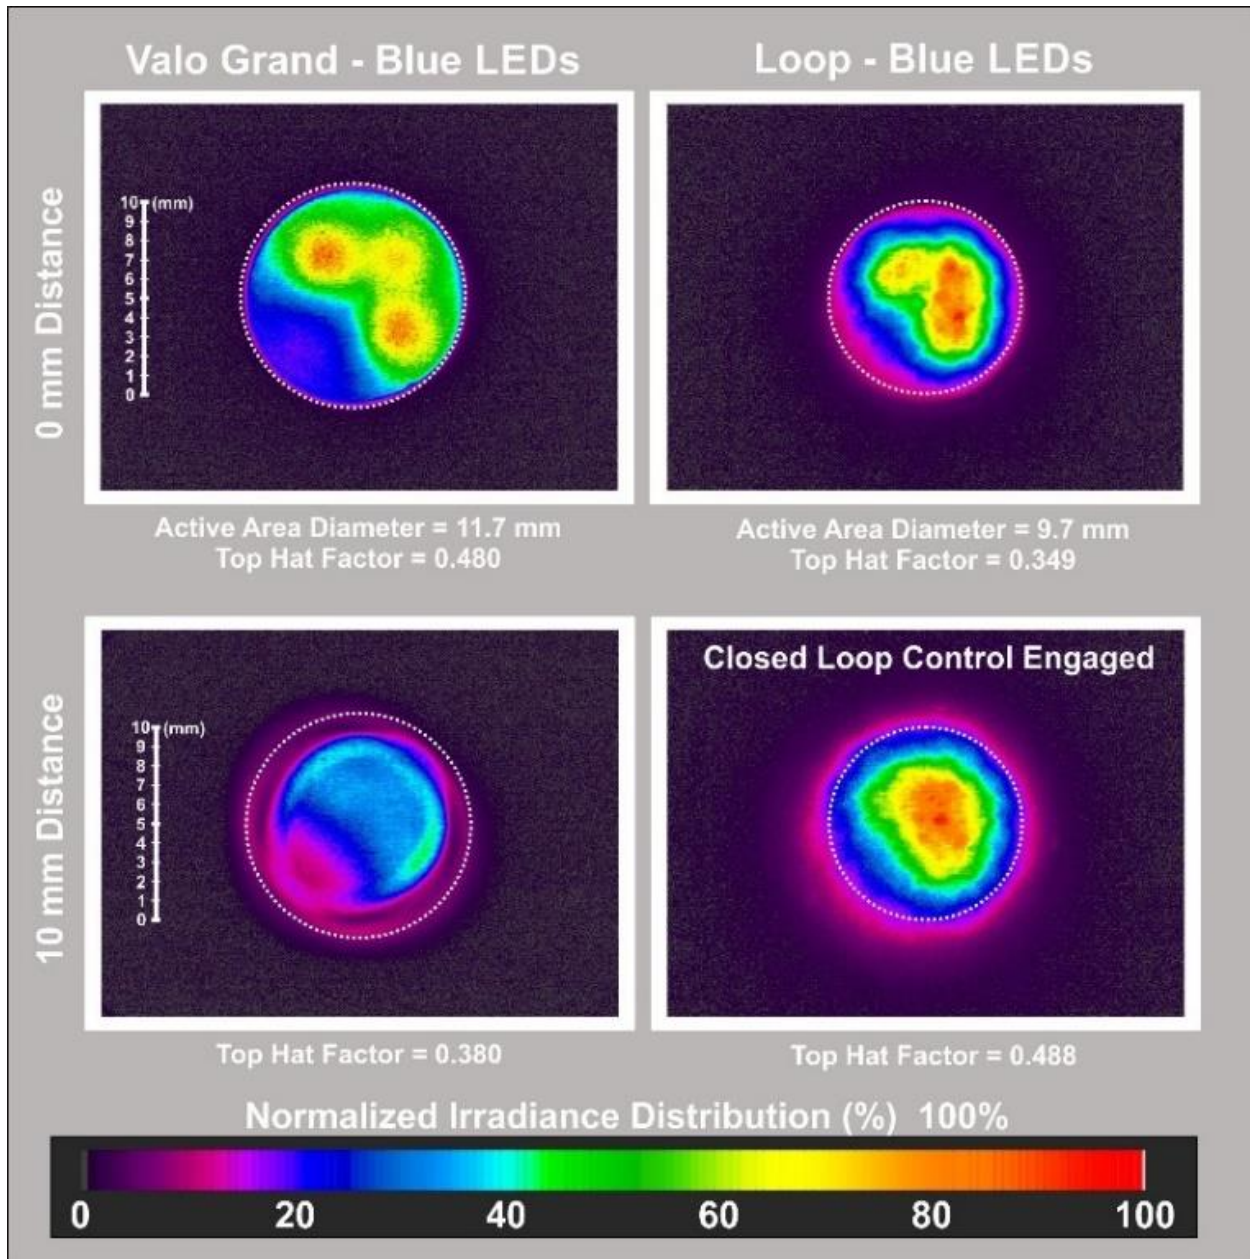 Valo Grand - Blue LEDs
Loop - Blue LEDs
0 mm Distance
10 (mm)
9
8
7
6
5
4
3
2
1
0
Active Area Diameter = 11.7 mm
Top Hat Factor = 0.480
Active Area Diameter = 9.7 mm
Top Hat Factor = 0.349
10 mm Distance
10 (mm)
9
8
7
6
5
4
3
2
1
0
Closed Loop Control Engaged
Top Hat Factor = 0.380
Top Hat Factor = 0.488
Normalized Irradiance Distribution (%) 100%
0 20 40 60 80 100